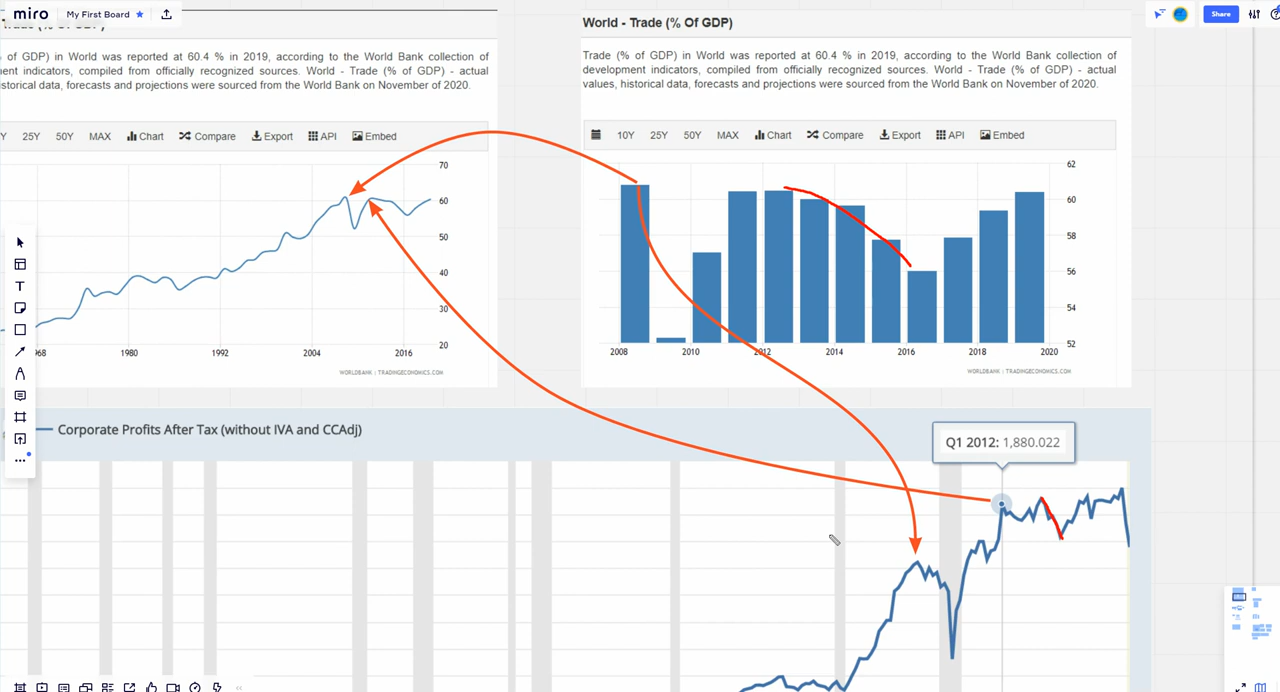 miro
My First Board
Share
Trade (% Of GDP)
of GDP) in World was reported at 60.4 % in 2019, according to the World Bank collection of
ent indicators, compiled from officially recognized sources. World - Trade (% of GDP) - actual
istorical data, forecasts and projections were sourced from the World Bank on November of 2020.
Y 25Y 50Y MAX Chart Compare Export API Embed
70
60
50
40
30
20
968 1980 1992 2004 2016
WORLDBANK | TRADINGECONOMICS.COM
World - Trade (% Of GDP)
Trade (% of GDP) in World was reported at 60.4 % in 2019, according to the World Bank collection of
development indicators, compiled from officially recognized sources. World - Trade (% of GDP) - actual
values, historical data, forecasts and projections were sourced from the World Bank on November of 2020.
10Y 25Y 50Y MAX Chart Compare Export API Embed
62
60
58
56
54
52
2008 2010 2012 2014 2016 2018 2020
WORLDBANK | TRADINGECONOMICS.COM
Corporate Profits After Tax (without IVA and CCAdj)
Q1 2012: 1,880.022